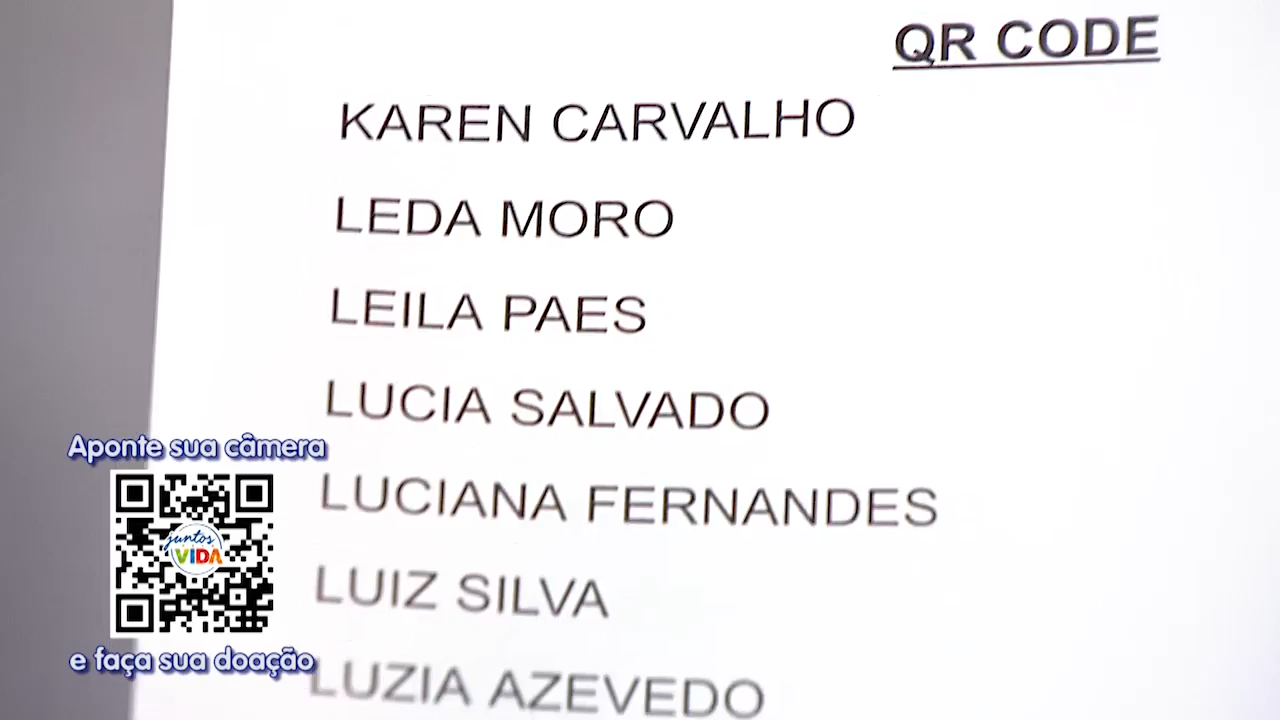 QR CODE
KAREN CARVALHO
LEDA MORO
LEILA PAES
LUCIA SALVADO
LUCIANA FERNANDES
LUIZ SILVA
LUZIA AZEVEDO
Aponte sua câmera
juntos
VIDA
e faça sua doação